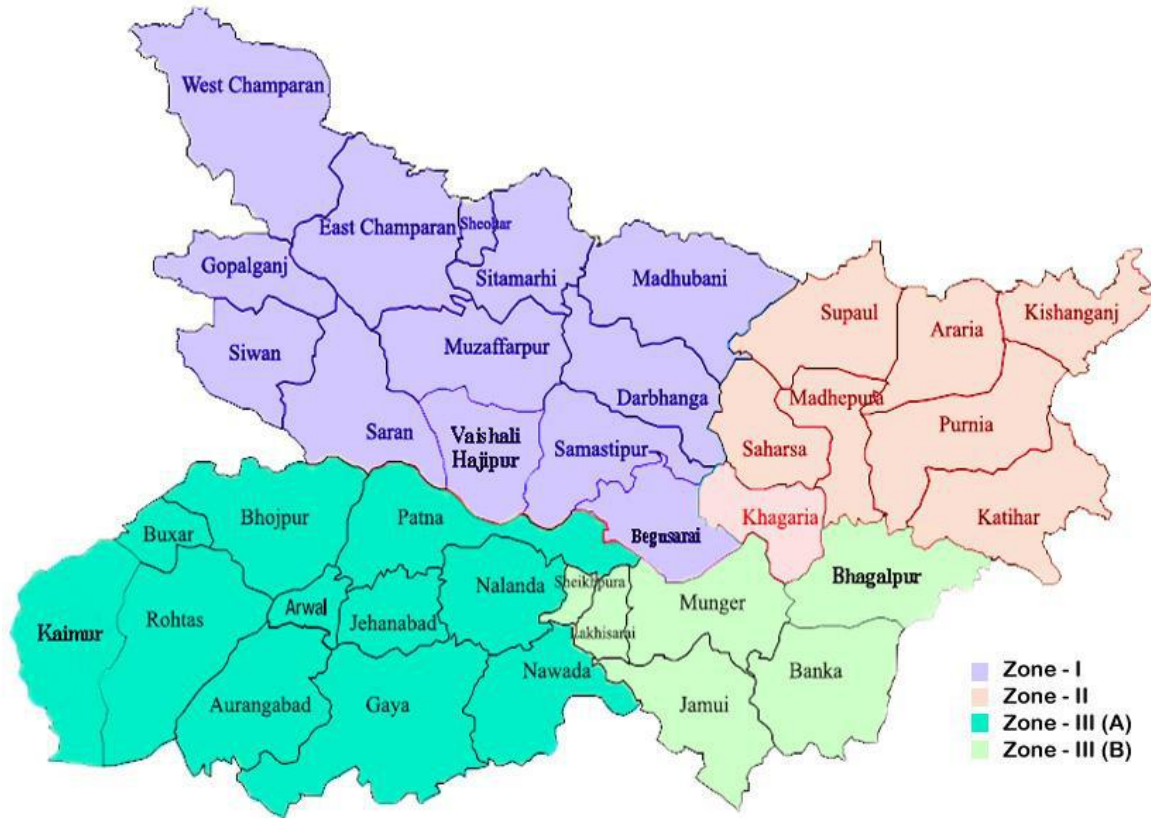 West Champaran
East Champaran
Sheohar
Gopalganj
Sitamarhi
Madhubani
Siwan
Muzaffarpur
Supaul
Araria
Kishanganj
Darbhanga
Madhepura
Saran
Vaishali
Hajipur
Samastipur
Saharsa
Purnia
Begusarai
Khagaria
Katihar
Buxar
Bhojpur
Patna
Nalanda
Sheikhpura
Munger
Bhagalpur
Kaimur
Rohtas
Arwal
Jehanabad
Lakhisarai
Nawada
Banka
Aurangabad
Gaya
Jamui
Zone - I
Zone - II
Zone - III (A)
Zone - III (B)